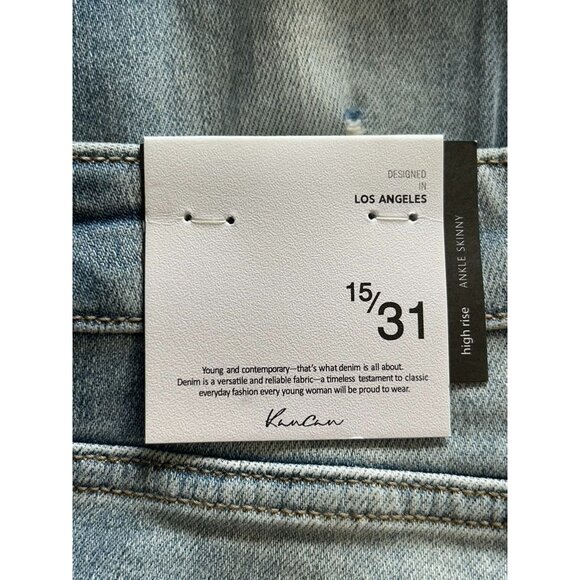 DESIGNED
IN
LOS ANGELES
15/31
Young and contemporary—that's what denim is all about.
Denim is a versatile and reliable fabric—a timeless testament to classic
everyday fashion every young woman will be proud to wear.
KanCan
high rise ANKLE SKINNY